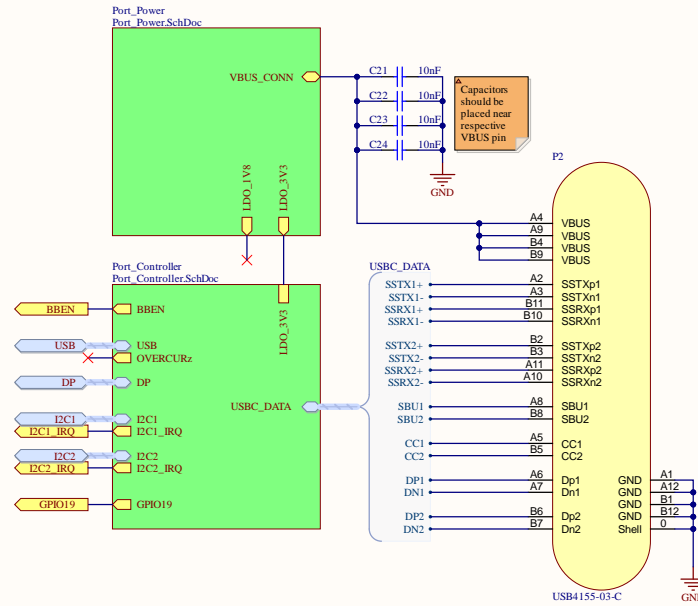 Port_Power
Port_Power.SchDoc
VBUS_CONN
LDO_1V8
LDO_3V3
C21 10nF
C22 10nF
C23 10nF
C24 10nF
GND
Capacitors
should be
placed near
respective
VBUS pin
Port_Controller
Port_Controller.SchDoc
LDO_3V3
BBEN BBEN
USB USB
OVERCURz
DP DP
I2C1 I2C1
I2C1_IRQ I2C1_IRQ
I2C2 I2C2
I2C2_IRQ I2C2_IRQ
GPIO19 GPIO19
USBC_DATA
USBC_DATA
SSTX1+
SSTX1-
SSRX1+
SSRX1-
SSTX2+
SSTX2-
SSRX2+
SSRX2-
SBU1
SBU2
CC1
CC2
DP1
DN1
DP2
DN2
P2
A4 VBUS
A9 VBUS
B4 VBUS
B9 VBUS
A2 SSTXp1
A3 SSTXn1
B11 SSRXp1
B10 SSRXn1
B2 SSTXp2
B3 SSTXn2
A11 SSRXp2
A10 SSRXn2
A8 SBU1
B8 SBU2
A5 CC1
B5 CC2
A6 Dp1
A7 Dn1
B6 Dp2
B7 Dn2
GND A1
GND A12
GND B1
GND B12
Shell 0
USB4155-03-C
GND